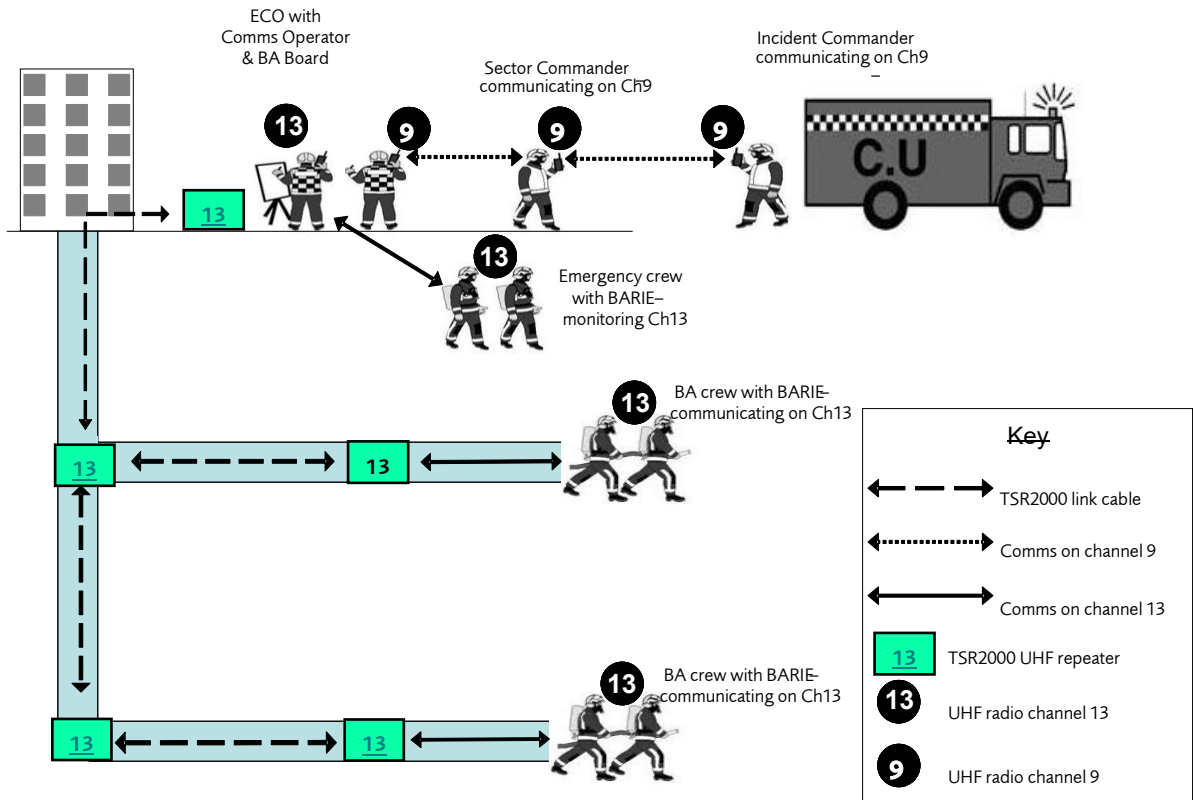 ECO with
Comms Operator
& BA Board
Sector Commander
communicating on Ch9
Incident Commander
communicating on Ch9
–
13
9
9
9
C.U
13
13
Emergency crew
with BARIE–
monitoring Ch13
13
BA crew with BARIE–
communicating on Ch13
13
13
13
BA crew with BARIE–
communicating on Ch13
13
13
Key
TSR2000 link cable
Comms on channel 9
Comms on channel 13
13
TSR2000 UHF repeater
13
UHF radio channel 13
9
UHF radio channel 9